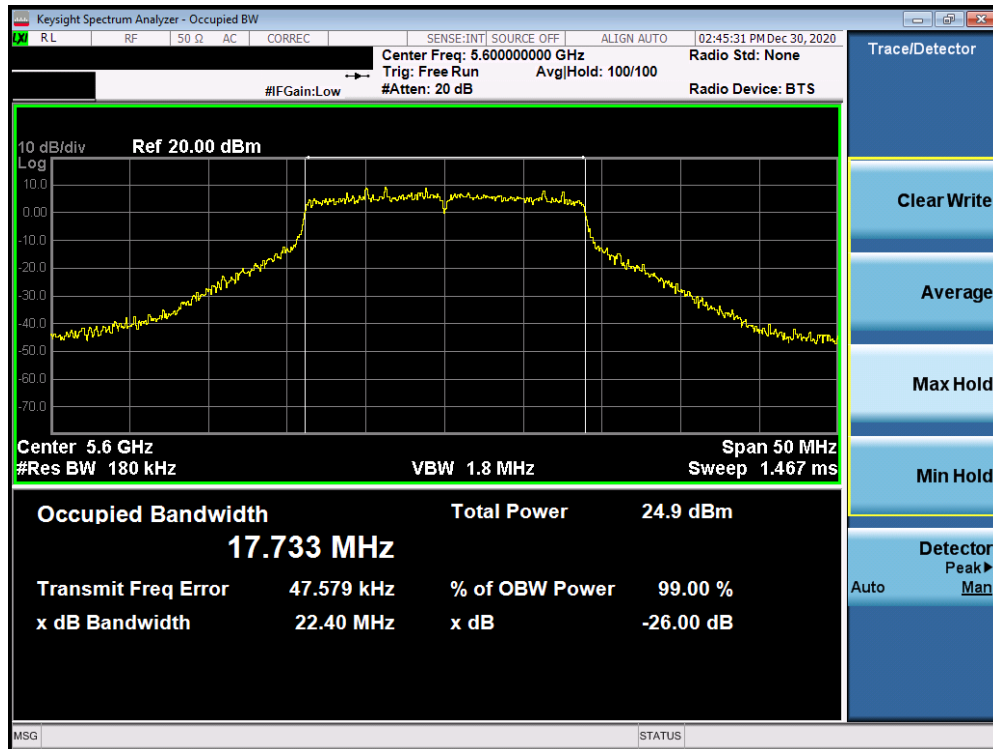 Keysight Spectrum Analyzer - Occupied BW
LXI RL RF 50 Ω AC CORREC SENSE:INT SOURCE OFF ALIGN AUTO 02:45:31 PM Dec 30, 2020
Center Freq: 5.600000000 GHz Radio Std: None
Trig: Free Run Avg|Hold: 100/100
#IFGain:Low #Atten: 20 dB Radio Device: BTS
10 dB/div Ref 20.00 dBm
Log
10.0
0.00
-10.0
-20.0
-30.0
-40.0
-50.0
-60.0
-70.0
Center 5.6 GHz Span 50 MHz
#Res BW 180 kHz VBW 1.8 MHz Sweep 1.467 ms
Occupied Bandwidth Total Power 24.9 dBm
17.733 MHz
Transmit Freq Error 47.579 kHz % of OBW Power 99.00 %
x dB Bandwidth 22.40 MHz x dB -26.00 dB
Trace/Detector
Clear Write
Average
Max Hold
Min Hold
Detector
Peak▶
Auto Man
MSG STATUS